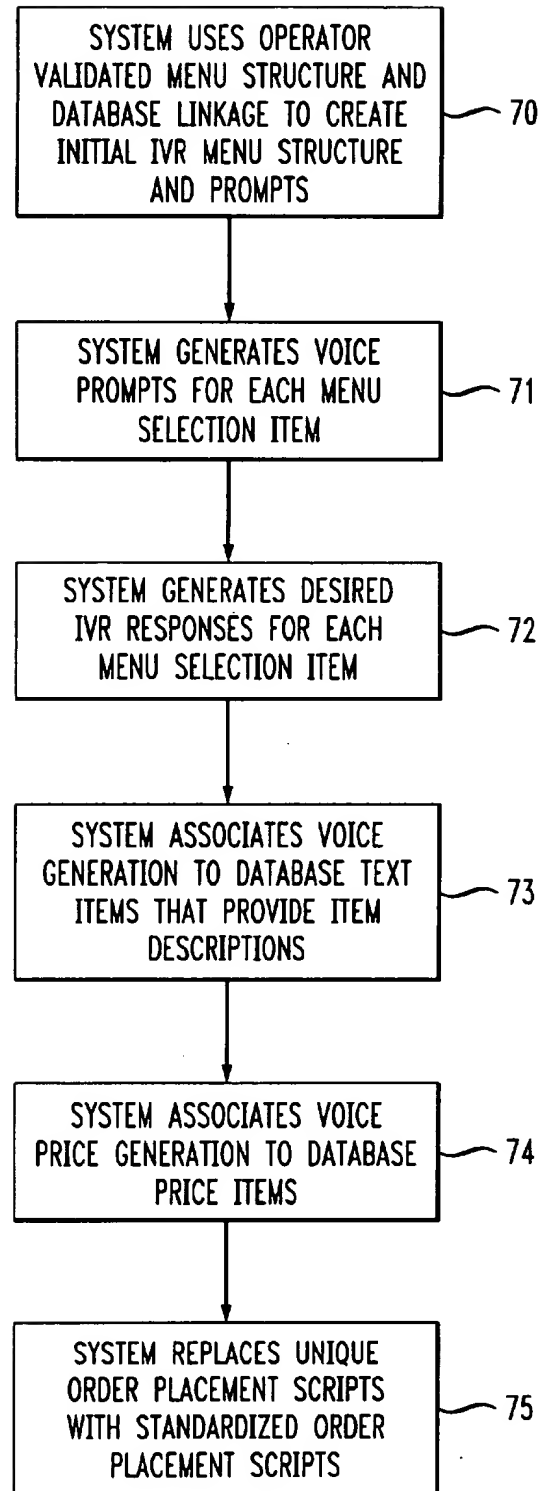 SYSTEM USES OPERATOR
VALIDATED MENU STRUCTURE AND
DATABASE LINKAGE TO CREATE
INITIAL IVR MENU STRUCTURE
AND PROMPTS
70
SYSTEM GENERATES VOICE
PROMPTS FOR EACH MENU
SELECTION ITEM
71
SYSTEM GENERATES DESIRED
IVR RESPONSES FOR EACH
MENU SELECTION ITEM
72
SYSTEM ASSOCIATES VOICE
GENERATION TO DATABASE TEXT
ITEMS THAT PROVIDE ITEM
DESCRIPTIONS
73
SYSTEM ASSOCIATES VOICE
PRICE GENERATION TO DATABASE
PRICE ITEMS
74
SYSTEM REPLACES UNIQUE
ORDER PLACEMENT SCRIPTS
WITH STANDARDIZED ORDER
PLACEMENT SCRIPTS
75